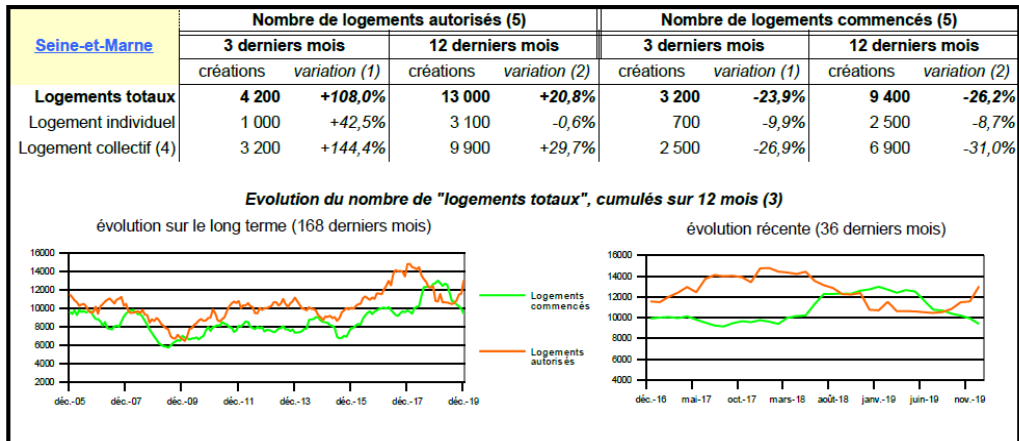 Seine-et-Marne
Nombre de logements autorisés (5) Nombre de logements commencés (5)
3 derniers mois 12 derniers mois 3 derniers mois 12 derniers mois
créations variation (1) créations variation (2) créations variation (1) créations variation (2)
Logements totaux 4 200 +108,0% 13 000 +20,8% 3 200 -23,9% 9 400 -26,2%
Logement individuel 1 000 +42,5% 3 100 -0,6% 700 -9,9% 2 500 -8,7%
Logement collectif (4) 3 200 +144,4% 9 900 +29,7% 2 500 -26,9% 6 900 -31,0%
Evolution du nombre de "logements totaux", cumulés sur 12 mois (3)
évolution sur le long terme (168 derniers mois)
16000
14000
12000
10000
8000
6000
4000
2000
déc.-05 déc.-07 déc.-09 déc.-11 déc.-13 déc.-15 déc.-17 déc.-19
Logements
commencés
Logements
autorisés
évolution récente (36 derniers mois)
16000
14000
12000
10000
8000
6000
4000
déc.-16 mai-17 oct.-17 mars-18 août-18 janv.-19 juin-19 nov.-19